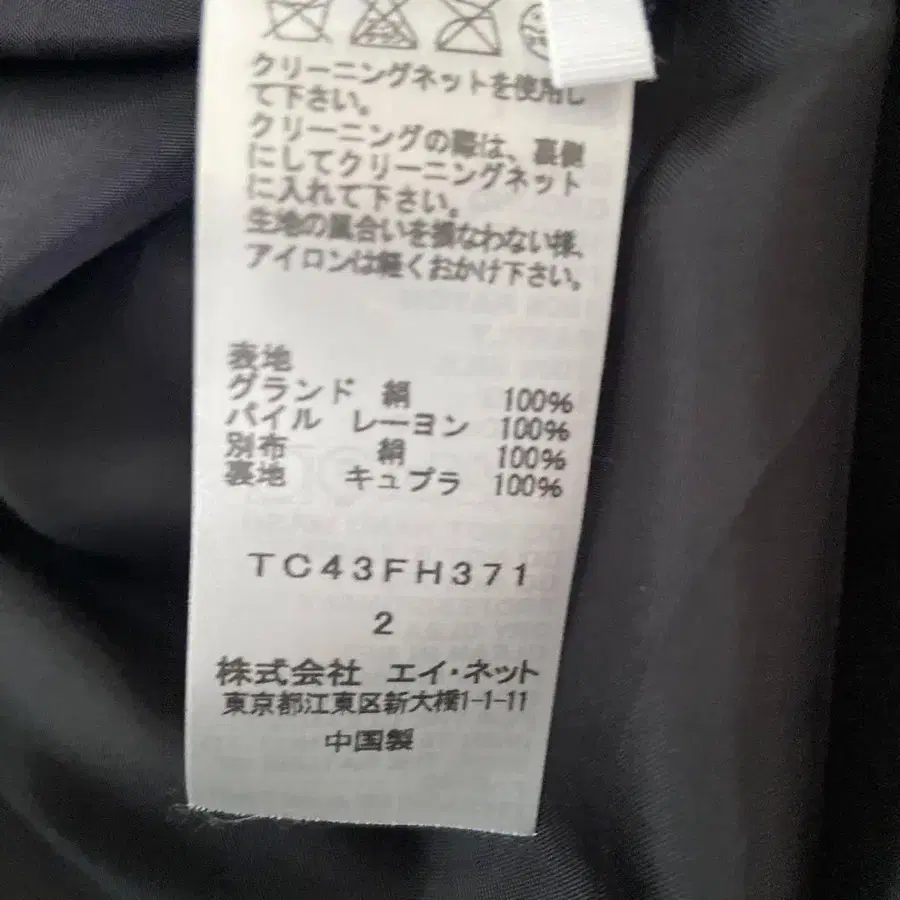 クリーニングネットを使用し
て下さい。
クリーニングの際は、裏側
にしてクリーニングネット
に入れて下さい。
生地の風合いを損なわない様、
アイロンは軽くおかけ下さい。
表地
グランド 絹 100%
パイル レーヨン 100%
別布 絹 100%
裏地 キュプラ 100%
TC43FH371
2
株式会社 エイ・ネット
東京都江東区新大橋1-1-11
中国製